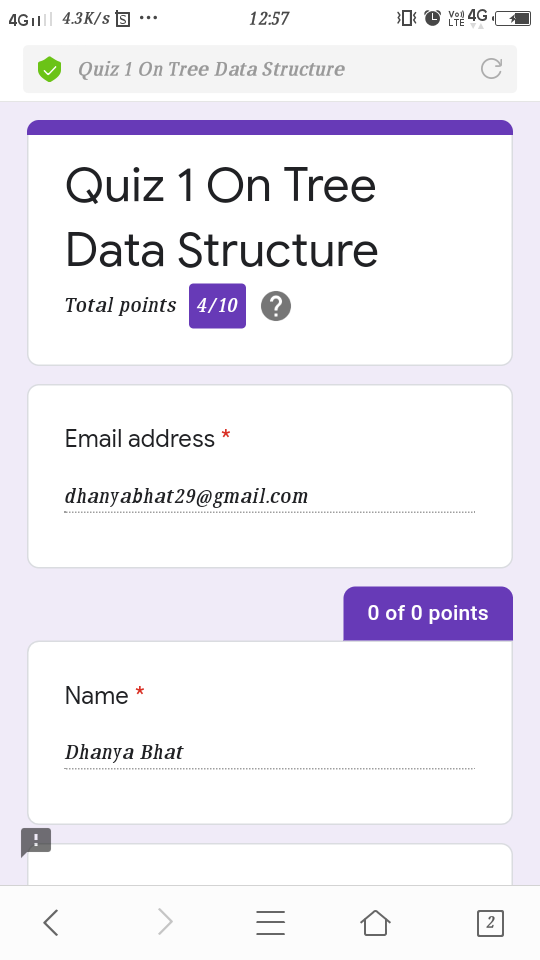 4G 4.3K/s S ... 12:57 Vo) LTE 4G
Quiz 1 On Tree Data Structure
Quiz 1 On Tree
Data Structure
Total points 4/10 ?
Email address *
dhanyabhat29@gmail.com
0 of 0 points
Name *
Dhanya Bhat
!
2